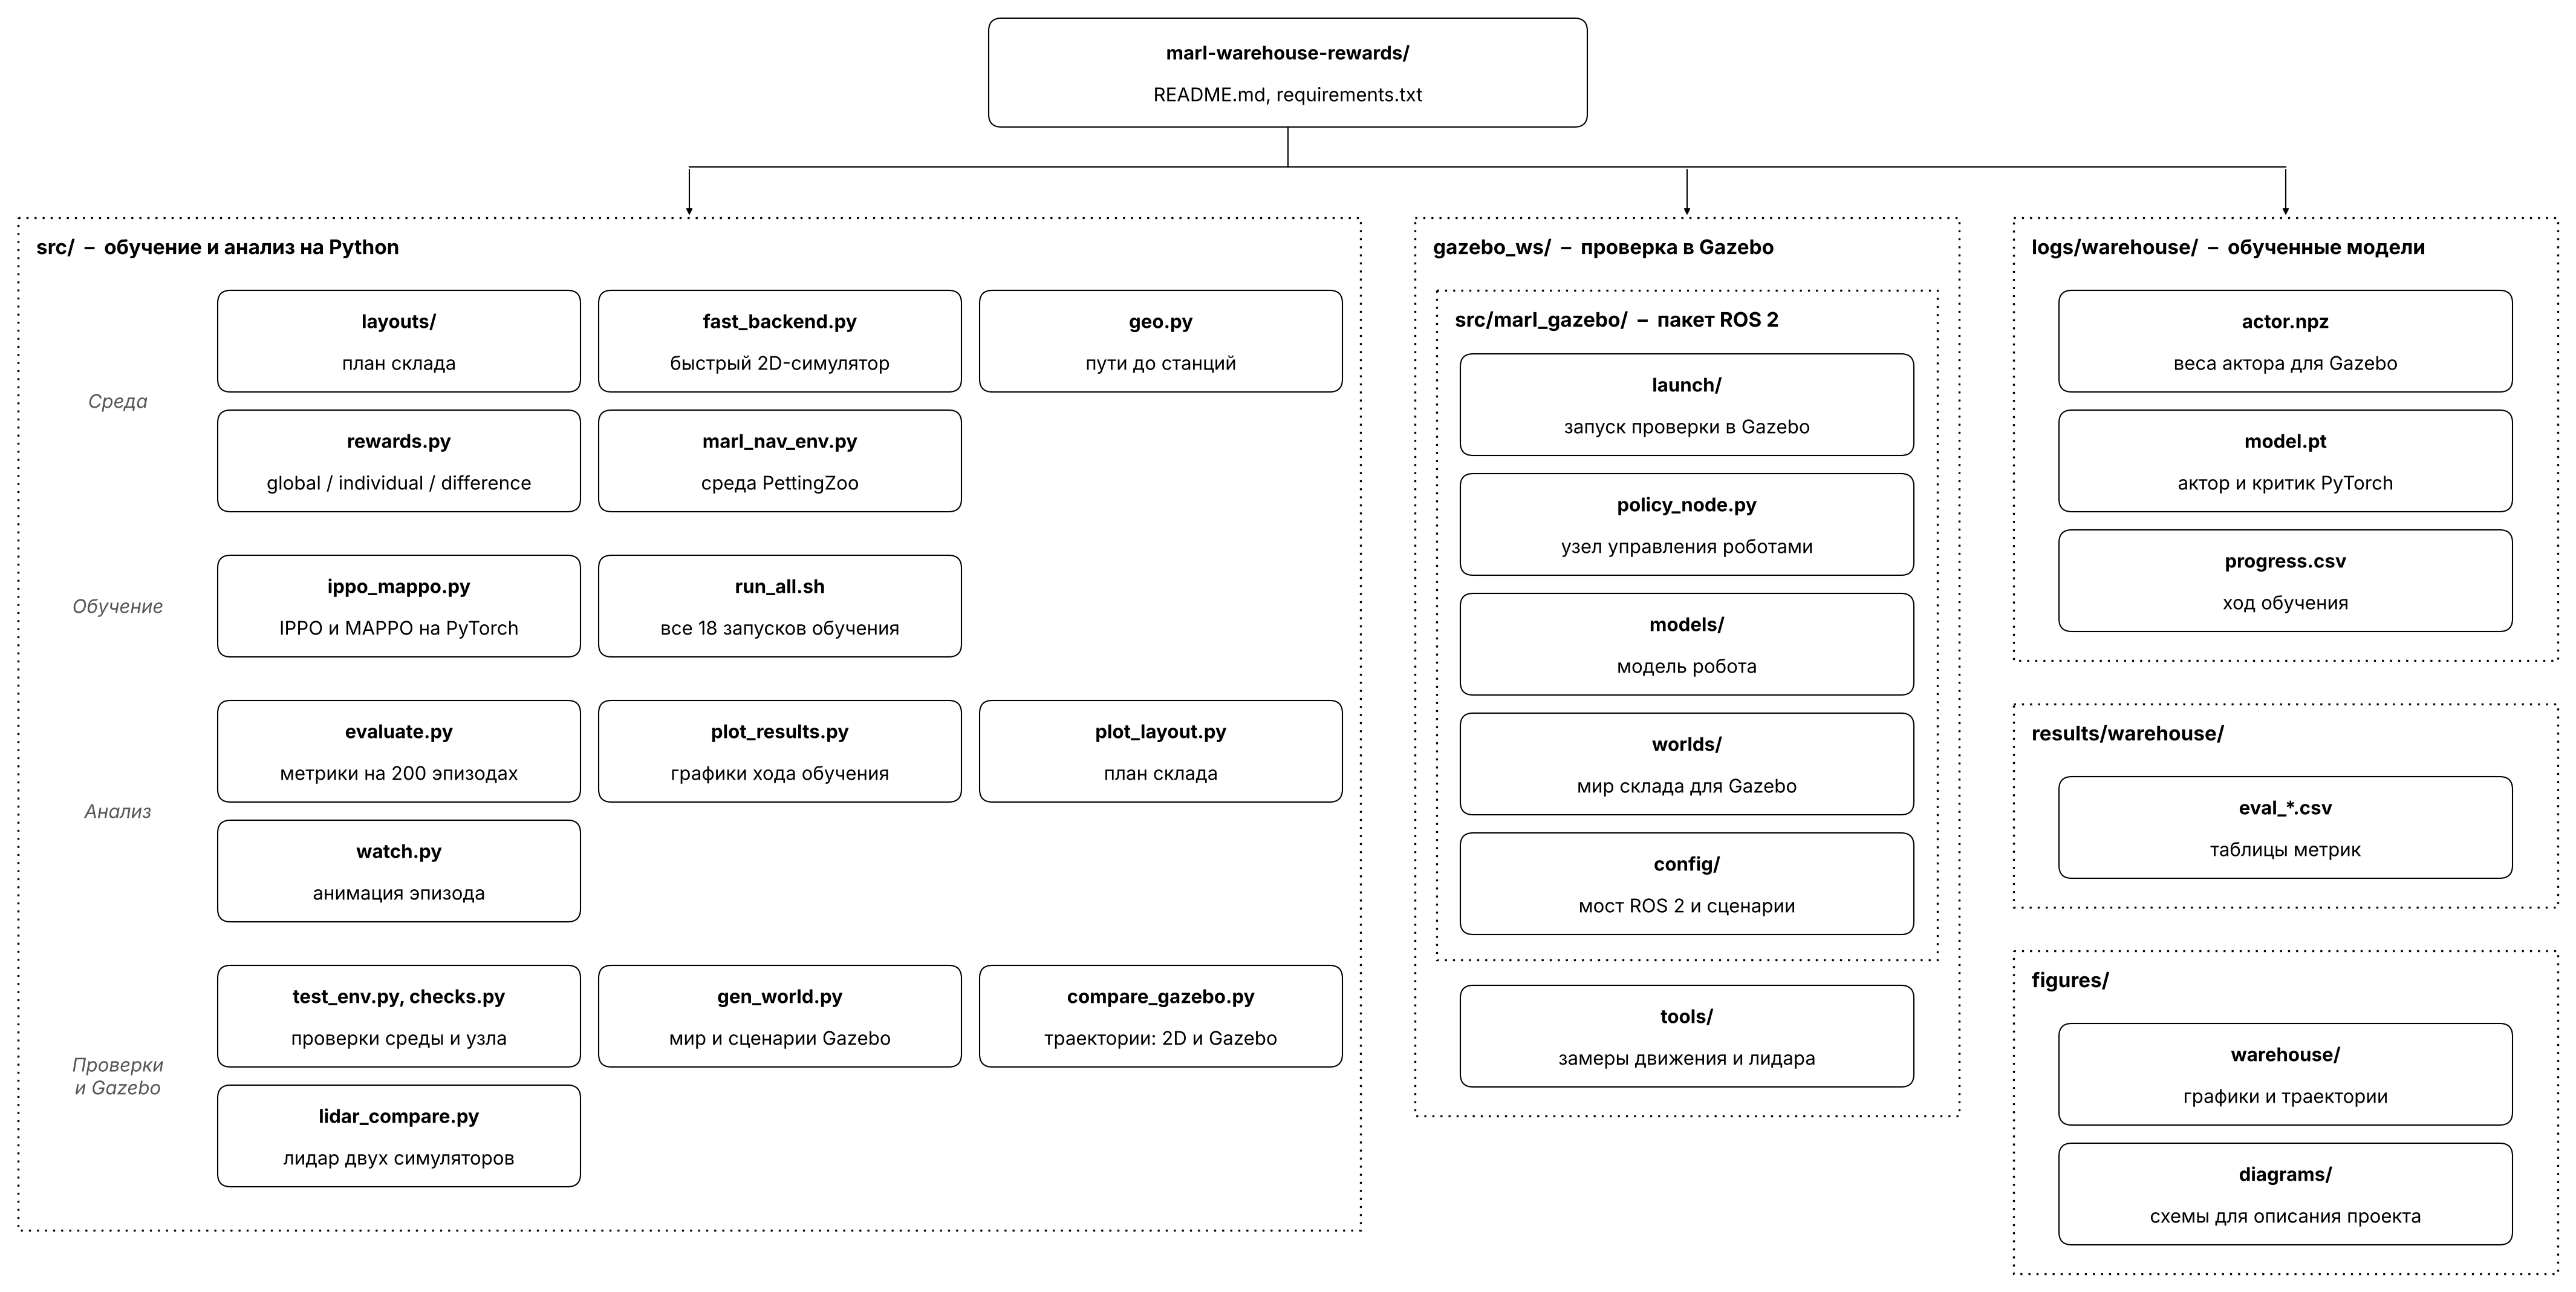 marl-warehouse-rewards/
README.md, requirements.txt
src/ – обучение и анализ на Python
Среда
layouts/
план склада
fast_backend.py
быстрый 2D-симулятор
geo.py
пути до станций
rewards.py
global / individual / difference
marl_nav_env.py
среда PettingZoo
Обучение
ippo_mappo.py
IPPO и MAPPO на PyTorch
run_all.sh
все 18 запусков обучения
Анализ
evaluate.py
метрики на 200 эпизодах
plot_results.py
графики хода обучения
plot_layout.py
план склада
watch.py
анимация эпизода
Проверки
и Gazebo
test_env.py, checks.py
проверки среды и узла
gen_world.py
мир и сценарии Gazebo
compare_gazebo.py
траектории: 2D и Gazebo
lidar_compare.py
лидар двух симуляторов
gazebo_ws/ – проверка в Gazebo
src/marl_gazebo/ – пакет ROS 2
launch/
запуск проверки в Gazebo
policy_node.py
узел управления роботами
models/
модель робота
worlds/
мир склада для Gazebo
config/
мост ROS 2 и сценарии
tools/
замеры движения и лидара
logs/warehouse/ – обученные модели
actor.npz
веса актора для Gazebo
model.pt
актор и критик PyTorch
progress.csv
ход обучения
results/warehouse/
eval_*.csv
таблицы метрик
figures/
warehouse/
графики и траектории
diagrams/
схемы для описания проекта